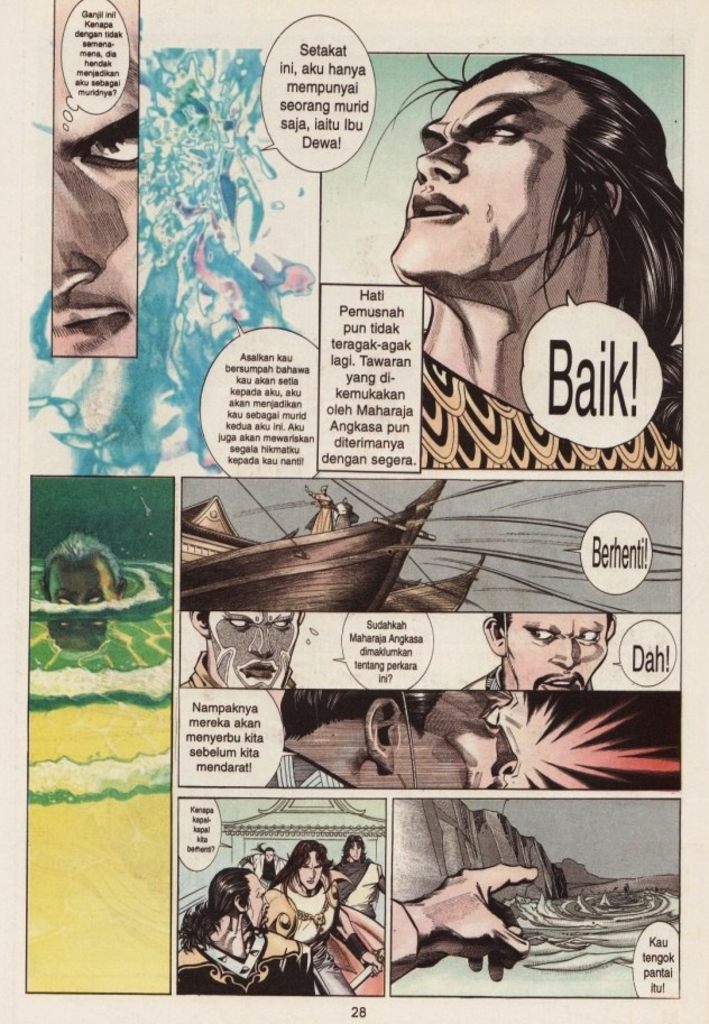 Ganjil ini!
Kenapa
dengan tidak
semena-
mena, dia
hendak
menjadikan
aku sebagai
muridnya?
Setakat
ini, aku hanya
mempunyai
seorang murid
saja, iaitu Ibu
Dewa!
Asalkan kau
bersumpah bahawa
kau akan setia
kepada aku, aku
akan menjadikan
kau sebagai murid
kedua aku ini. Aku
juga akan mewariskan
segala hikmatku
kepada kau nanti!
Hati
Pemusnah
pun tidak
teragak-agak
lagi. Tawaran
yang di-
kemukakan
oleh Maharaja
Angkasa pun
diterimanya
dengan segera.
Baik!
Berhenti!
Sudahkah
Maharaja Angkasa
dimaklumkan
tentang perkara
ini?
Dah!
Nampaknya
mereka akan
menyerbu kita
sebelum kita
mendarat!
Kenapa
kapal-
kapal
berhenti?
Kau
tengok
pantai
itu!
28